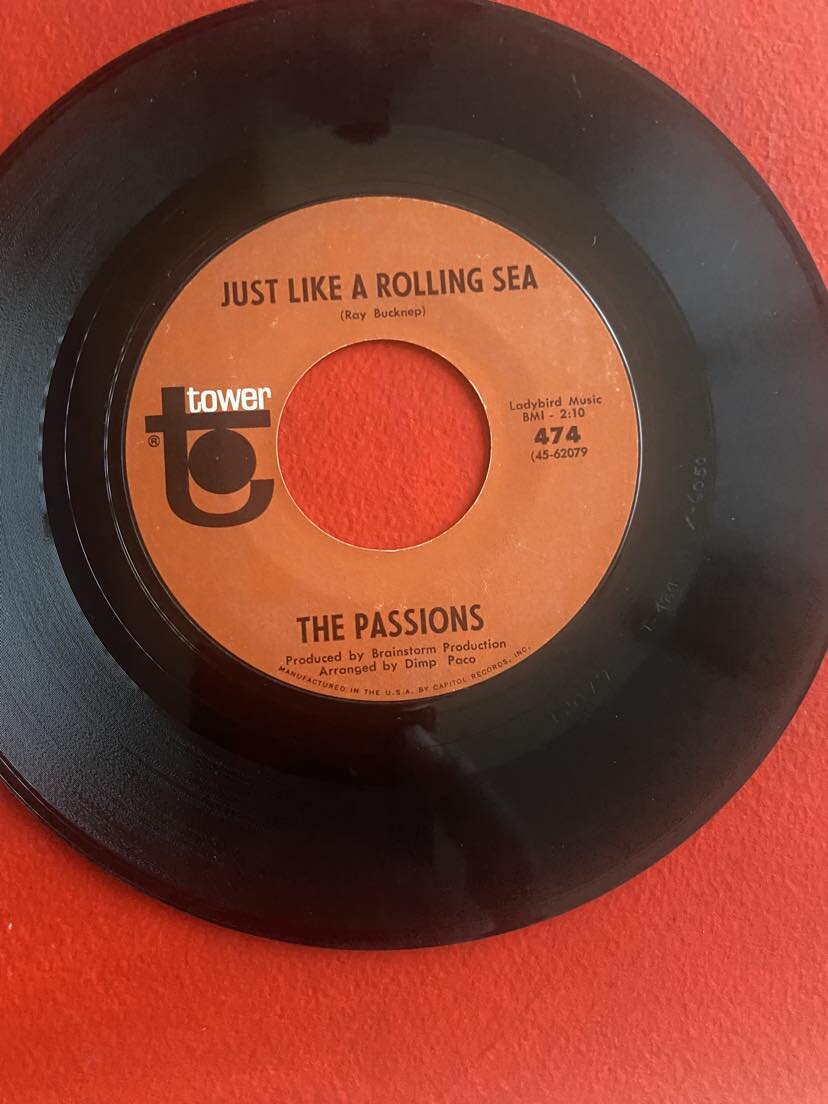 JUST LIKE A ROLLING SEA
(Ray Bucknep)
tower
®
Ladybird Music
BMI - 2:10
474
(45-62079
THE PASSIONS
Produced by Brainstorm Production
Arranged by Dimp Paco
MANUFACTURED IN THE U.S.A. BY CAPITOL RECORDS, INC.